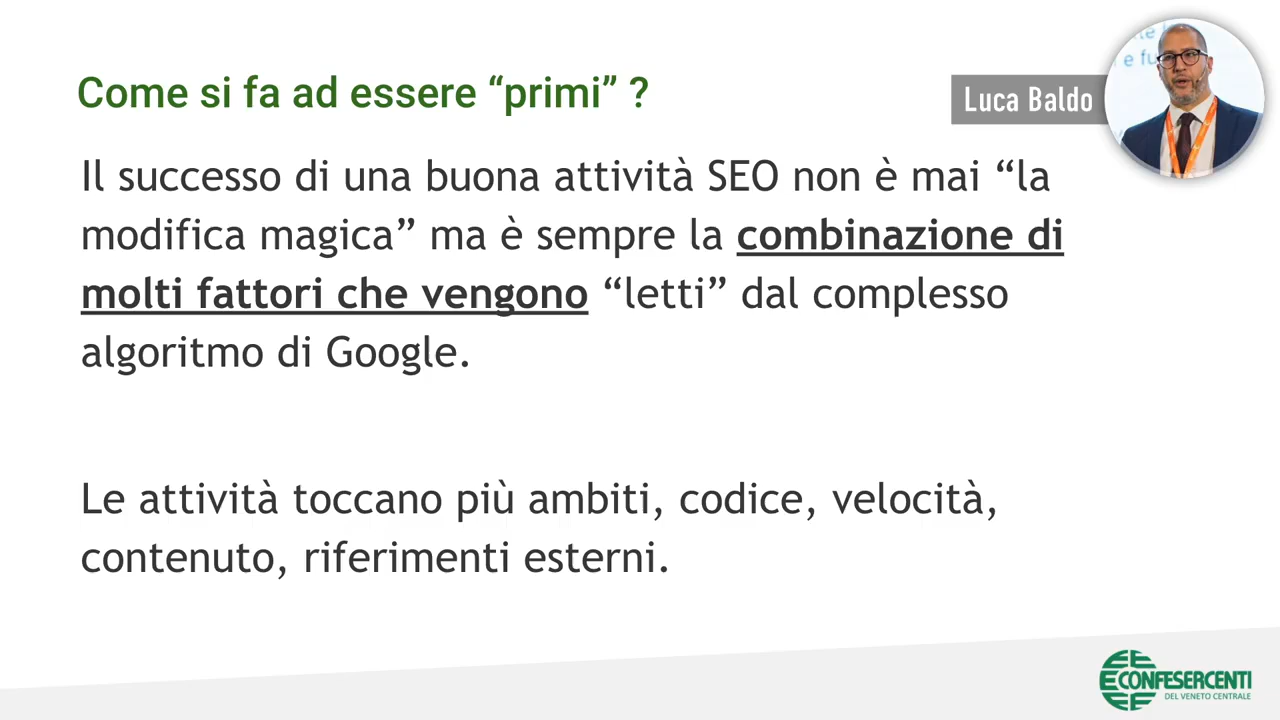 Come si fa ad essere “primi” ?
Luca Baldo
Il successo di una buona attività SEO non è mai “la
modifica magica” ma è sempre la combinazione di
molti fattori che vengono “letti” dal complesso
algoritmo di Google.
Le attività toccano più ambiti, codice, velocità,
contenuto, riferimenti esterni.
CONFESERCENTI
DEL VENETO CENTRALE